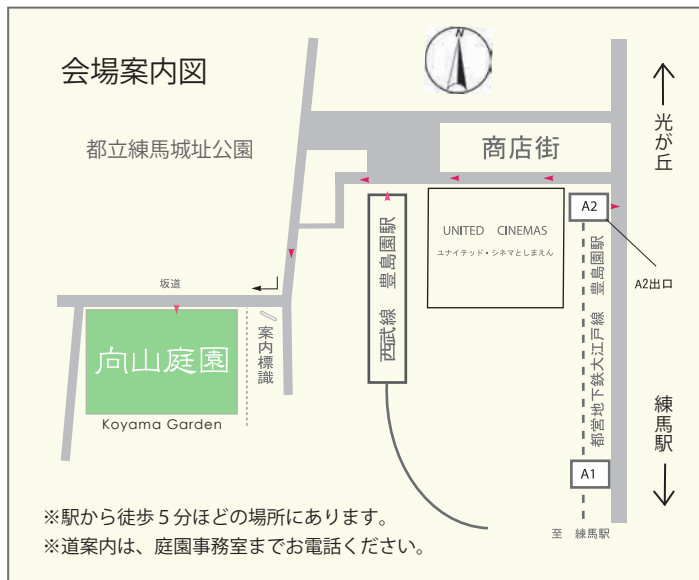 会場案内図
N
都立練馬城址公園
商店街
光が丘
A2
UNITED CINEMAS
ユナイテッド・シネマとしまえん
A2出口
西武線 豊島園駅
都営地下鉄大江戸線 豊島園駅
坂道
案内標識
向山庭園
Koyama Garden
練馬駅
A1
※駅から徒歩5分ほどの場所にあります。
※道案内は、庭園事務室までお電話ください。
至 練馬駅